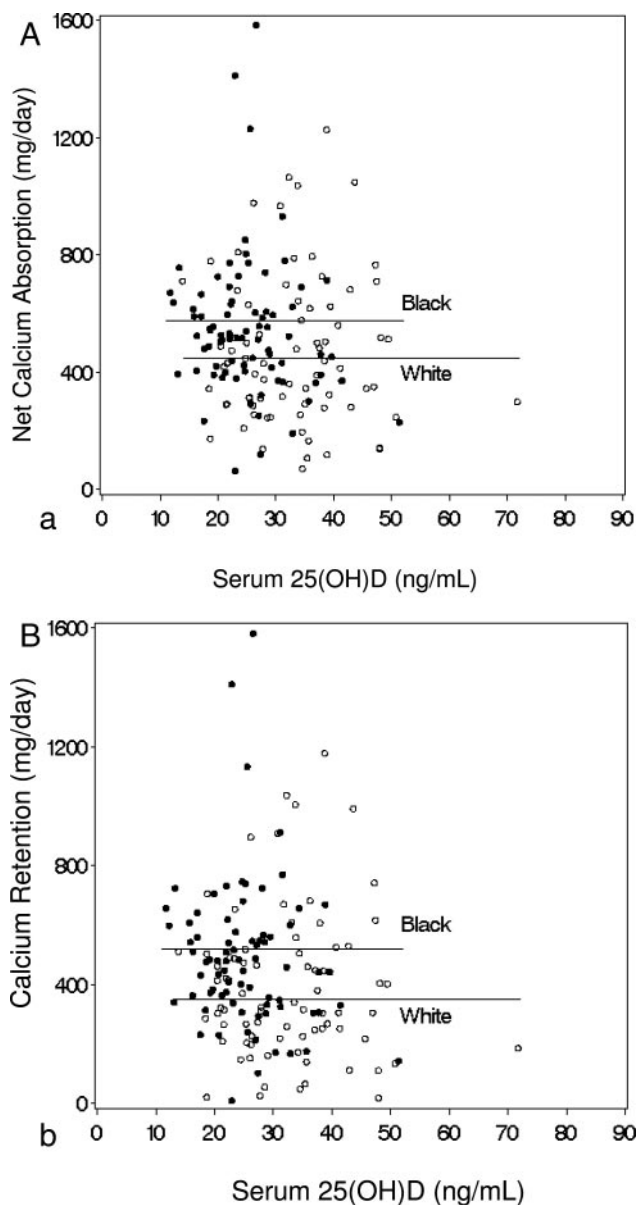 A
1600
1200
800
400
0
Net Calcium Absorption (mg/day)
Black
White
a
0 10 20 30 40 50 60 70 80 90
Serum 25(OH)D (ng/mL)
B
1600
1200
800
400
0
Calcium Retention (mg/day)
Black
White
b
0 10 20 30 40 50 60 70 80 90
Serum 25(OH)D (ng/mL)